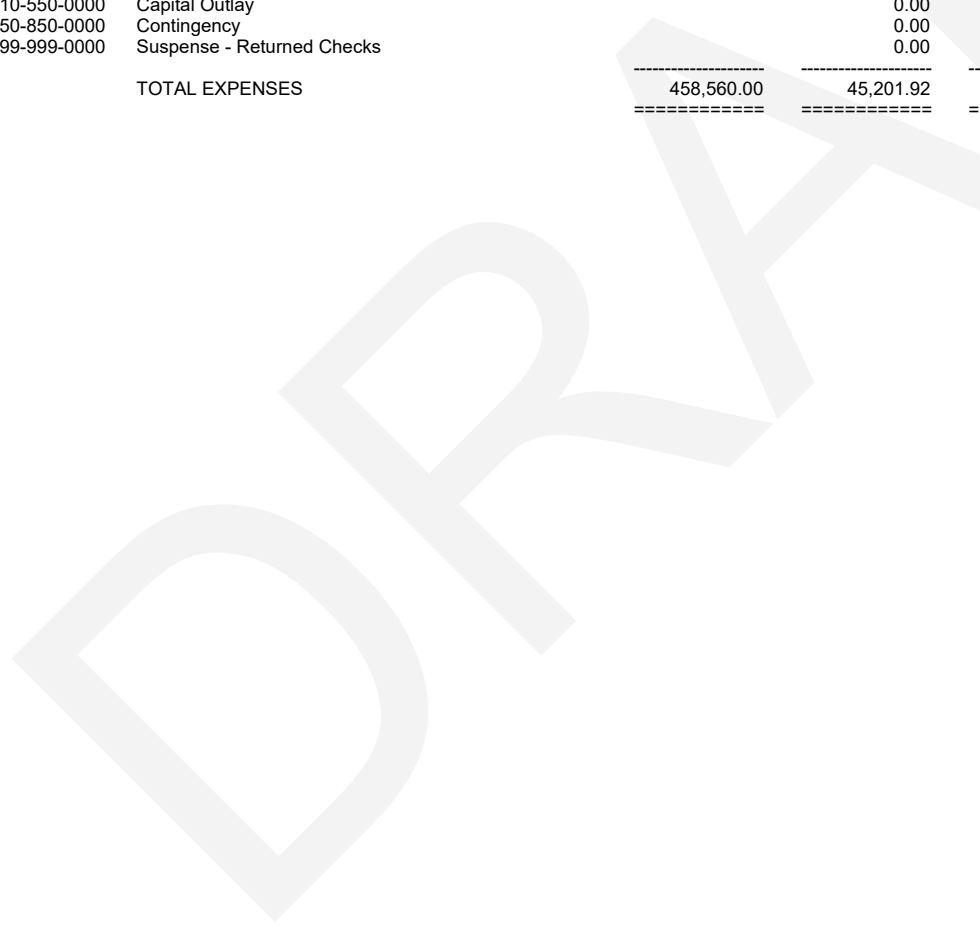 10-550-0000 Capital Outlay 0.00
50-850-0000 Contingency 0.00
99-999-0000 Suspense - Returned Checks 0.00
--------------------- --------------------- --
TOTAL EXPENSES 458,560.00 45,201.92
============ ============ =
DRA